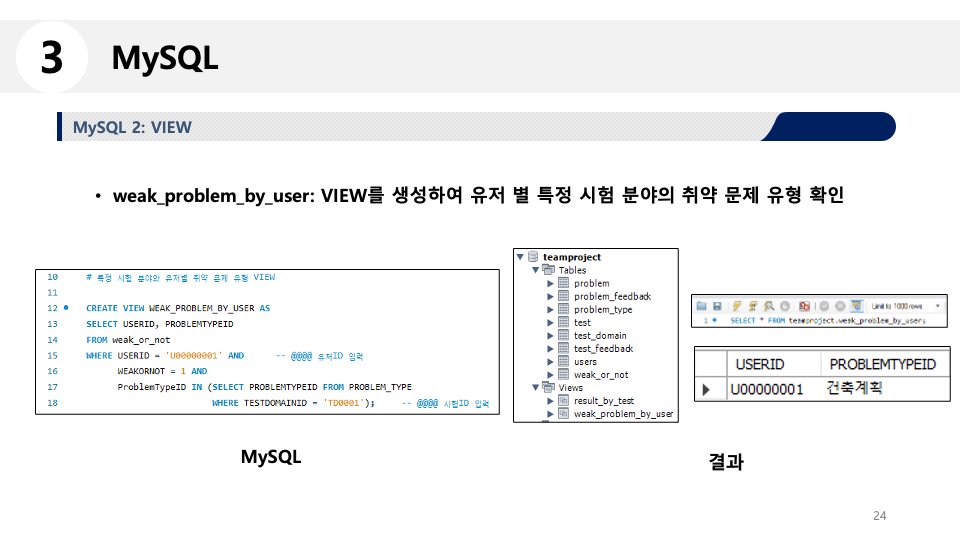 3
MySQL
MySQL 2: VIEW
• weak_problem_by_user: VIEW를 생성하여 유저 별 특정 시험 분야의 취약 문제 유형 확인
10 # 특정 시험 분야와 유저별 취약 문제 유형 VIEW
11
12 CREATE VIEW WEAK_PROBLEM_BY_USER AS
13 SELECT USERID, PROBLEMTYPEID
14 FROM weak_or_not
15 WHERE USERID = 'U00000001' AND -- @@@@ 유저ID 입력
16 WEAKORNOT = 1 AND
17 ProblemTypeID IN (SELECT PROBLEMTYPEID FROM PROBLEM_TYPE
18 WHERE TESTDOMAINID = 'TD0001'); -- @@@@ 시험ID 입력
MySQL
teamproject
Tables
problem
problem_feedback
problem_type
test
test_domain
test_feedback
users
weak_or_not
Views
result_by_test
weak_problem_by_user
Limit to 1000 rows
1 SELECT * FROM teamproject.weak_problem_by_user;
USERID PROBLEMTYPEID
U00000001 건축계획
결과
24